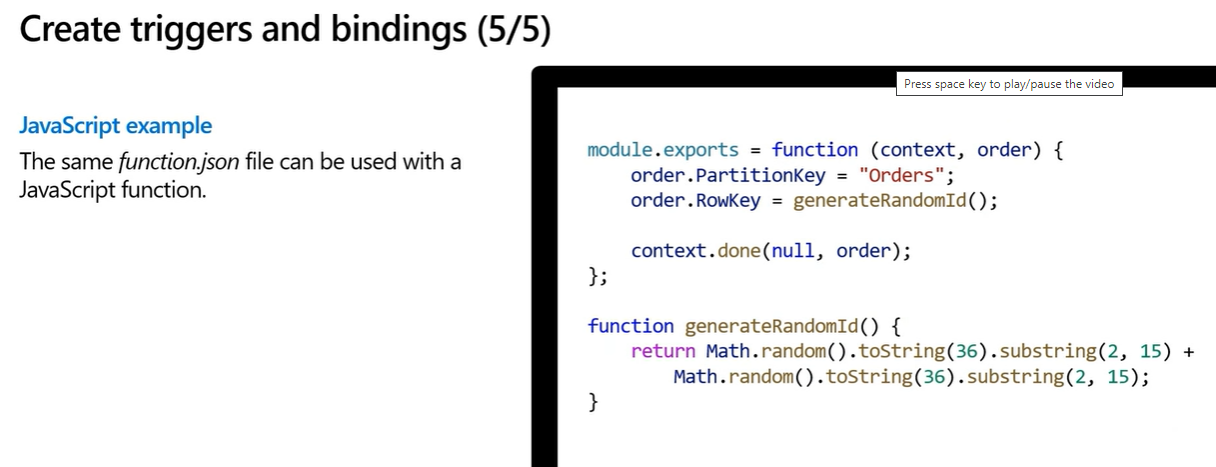 Create triggers and bindings (5/5)
Press space key to play/pause the video
JavaScript example
The same function.json file can be used with a
JavaScript function.
module.exports = function (context, order) {
    order.PartitionKey = "Orders";
    order.RowKey = generateRandomId();
    context.done(null, order);
};
function generateRandomId() {
    return Math.random().toString(36).substring(2, 15) +
        Math.random().toString(36).substring(2, 15);
}